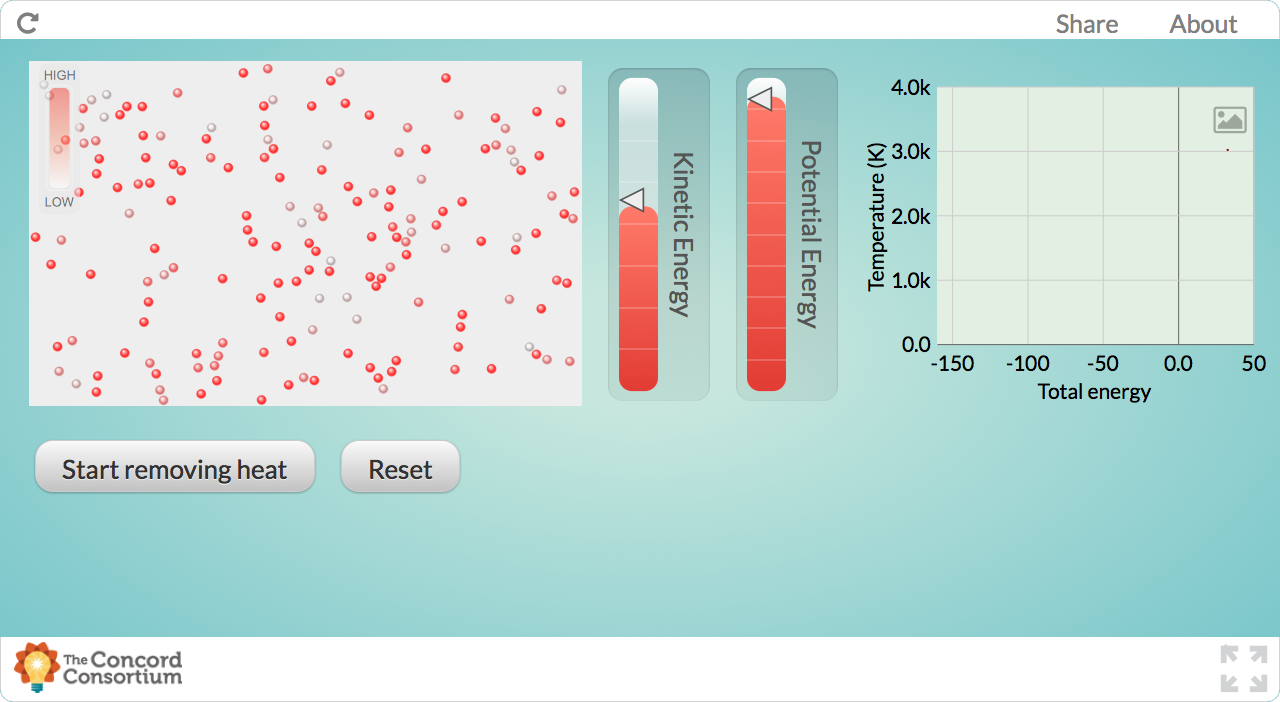 Share About
HIGH
LOW
Kinetic Energy
Potential Energy
Temperature (K)
4.0k
3.0k
2.0k
1.0k
0.0
-150 -100 -50 0.0 50
Total energy
Start removing heat Reset
The Concord
Consortium